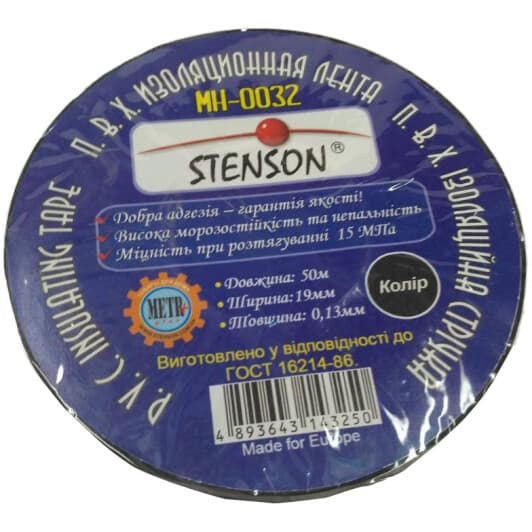 П. В. Х. ИЗОЛЯЦИОННАЯ ЛЕНТА
П. В. Х ІЗОЛЯЦІЙНА СТРІЧКА
P. V. C. INSULATING TAPE
МН-0032
STENSON®
Добра адгезія – гарантія якості!
Висока морозостійкість та непальність
Міцність при розтягуванні 15 МПа
• Довжина: 50м
• Ширина: 19мм
• Товщина: 0,13мм
Колір
METR
plus
Виготовлено у відповідності до
ГОСТ 16214-86.
4 893643 143250
Made for Europe